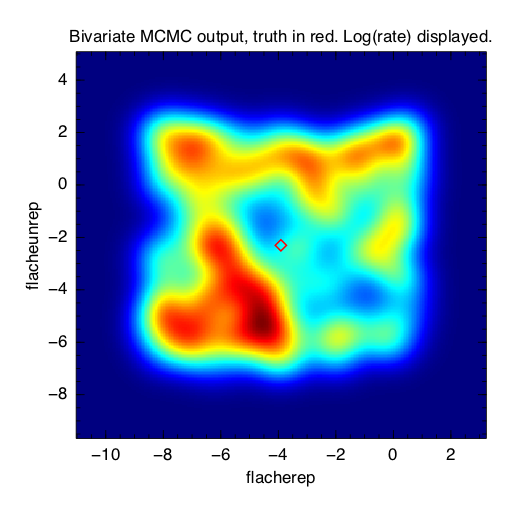 Bivariate MCMC output, truth in red. Log(rate) displayed.
4
2
0
−2
−4
−6
−8
flacheunrep
−10 −8 −6 −4 −2 0 2
flacherep